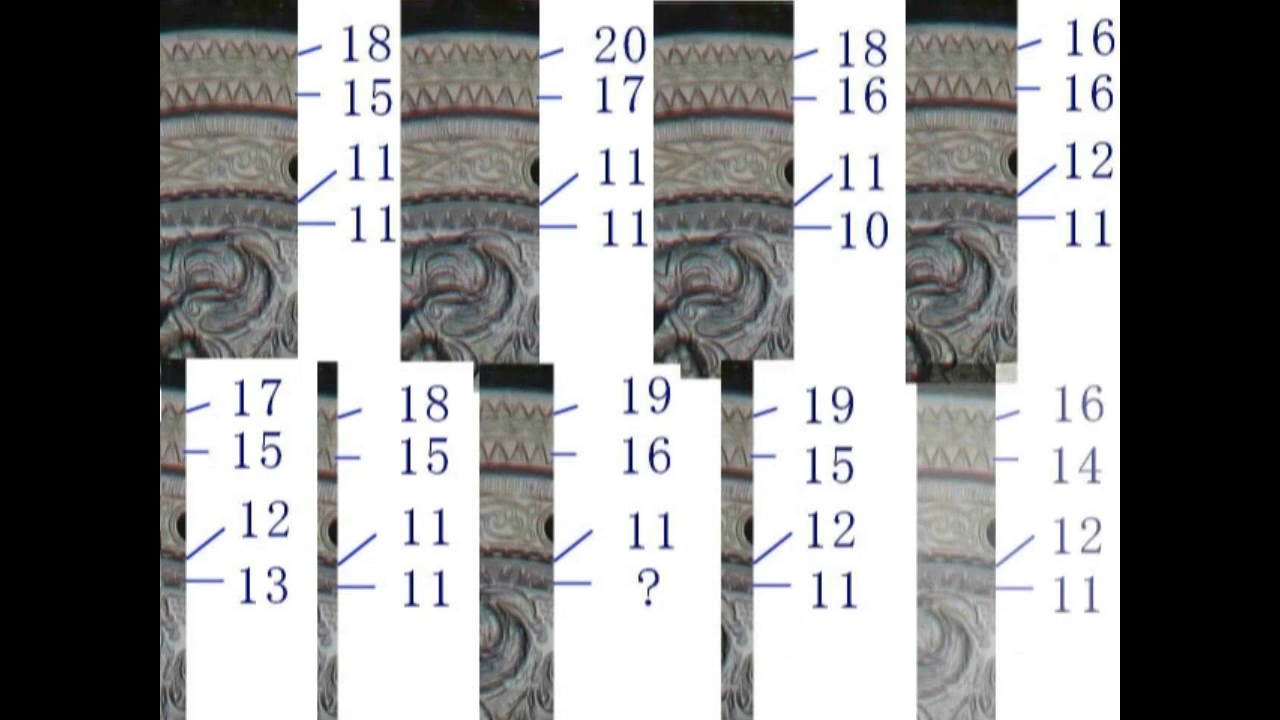 18 20 18 16
15 17 16 16
11 11 11 12
11 11 10 11
17 18 19 19 16
15 15 16 15 14
12 11 11 12 12
13 11 ? 11 11